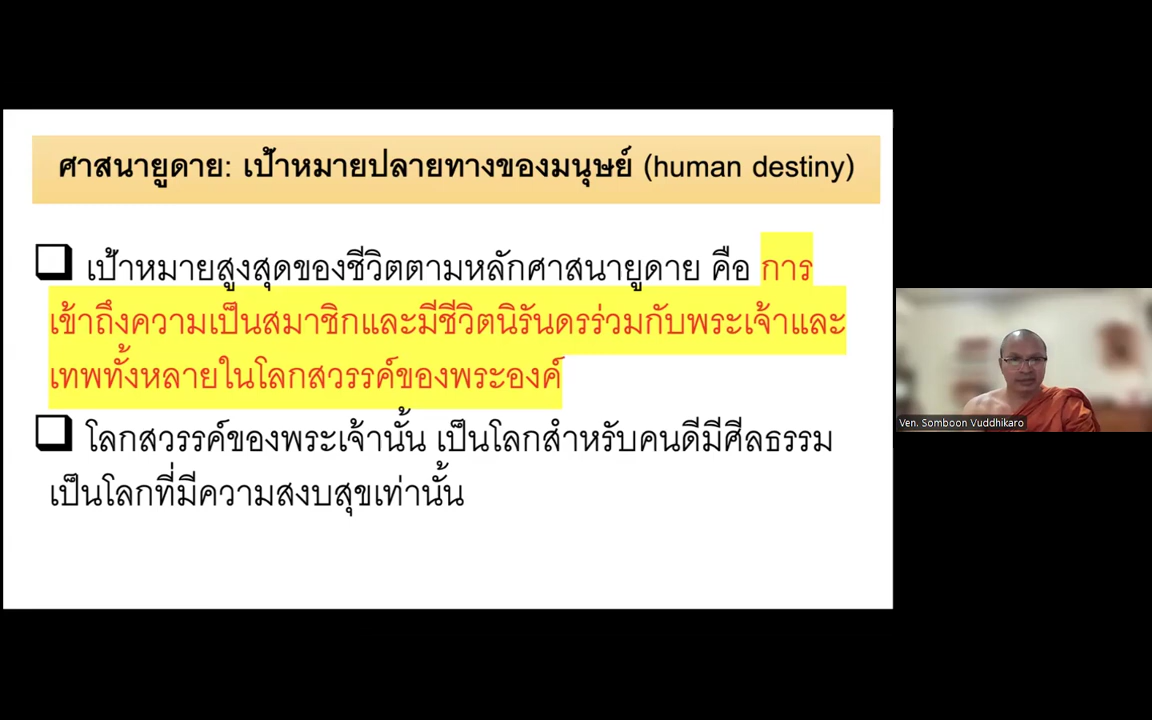 ศาสนายูดาย: เป้าหมายปลายทางของมนุษย์ (human destiny)
เป้าหมายสูงสุดของชีวิตตามหลักศาสนายูดาย คือ การ
เข้าถึงความเป็นสมาชิกและมีชีวิตนิรันดรร่วมกับพระเจ้าและ
เทพทั้งหลายในโลกสวรรค์ของพระองค์
โลกสวรรค์ของพระเจ้านั้น เป็นโลกสำหรับคนดีมีศีลธรรม
เป็นโลกที่มีความสงบสุขเท่านั้น
Ven. Somboon Vuddhikaro